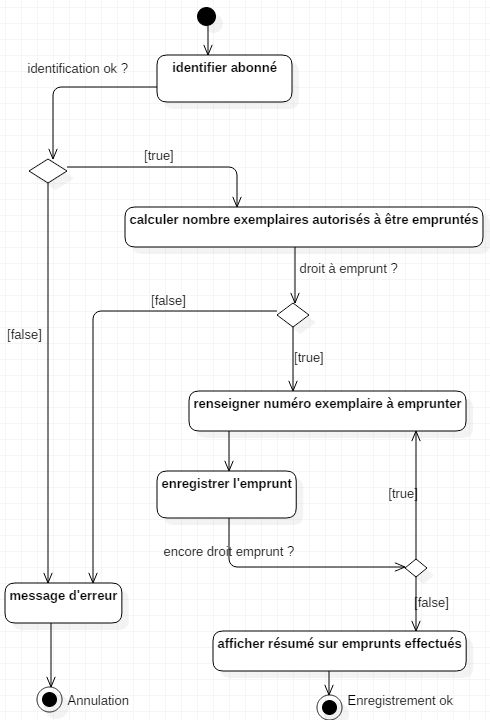 identifier abonné
identification ok ?
[true]
calculer nombre exemplaires autorisés à être empruntés
droit à emprunt ?
[false]
[false]
[true]
renseigner numéro exemplaire à emprunter
enregistrer l'emprunt
[true]
encore droit emprunt ?
message d'erreur
[false]
afficher résumé sur emprunts effectués
Annulation
Enregistrement ok